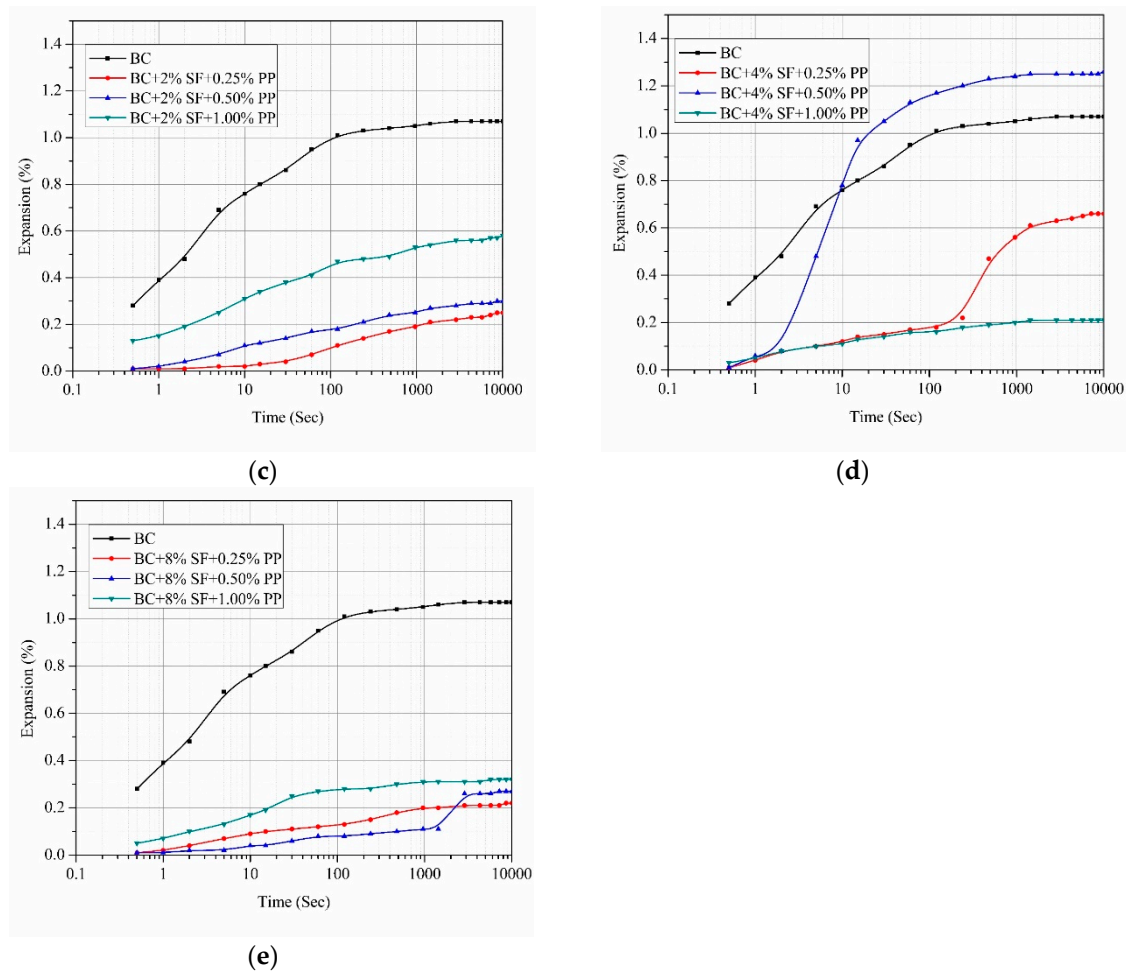 1.4
1.2
1.0
0.8
0.6
0.4
0.2
0.0
Expansion (%)
BC
BC+2% SF+0.25% PP
BC+2% SF+0.50% PP
BC+2% SF+1.00% PP
0.1 1 10 100 1000 10000
Time (Sec)
(c)
1.4
1.2
1.0
0.8
0.6
0.4
0.2
0.0
Expansion (%)
BC
BC+4% SF+0.25% PP
BC+4% SF+0.50% PP
BC+4% SF+1.00% PP
0.1 1 10 100 1000 10000
Time (Sec)
(d)
1.4
1.2
1.0
0.8
0.6
0.4
0.2
0.0
Expansion (%)
BC
BC+8% SF+0.25% PP
BC+8% SF+0.50% PP
BC+8% SF+1.00% PP
0.1 1 10 100 1000 10000
Time (Sec)
(e)